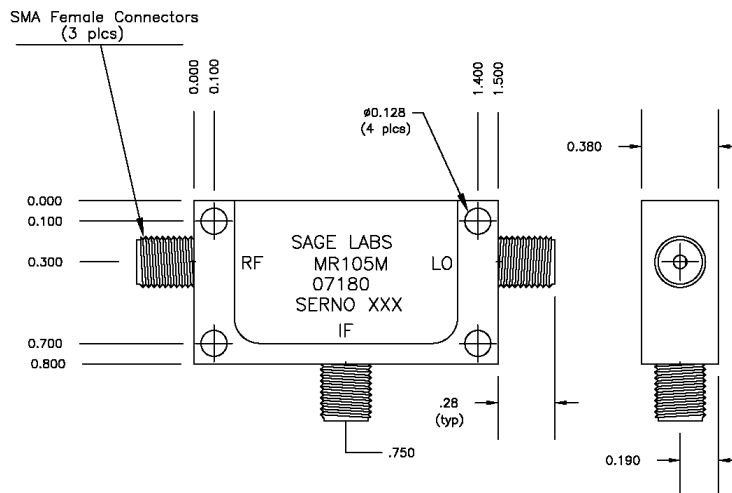 SMA Female Connectors
(3 plcs)
0.000
0.100
1.400
1.500
ø0.128
(4 plcs)
0.380
0.000
0.100
0.300
0.700
0.800
SAGE LABS
RF MR105M LO
07180
SERNO XXX
IF
.28
(typ)
.750
0.190